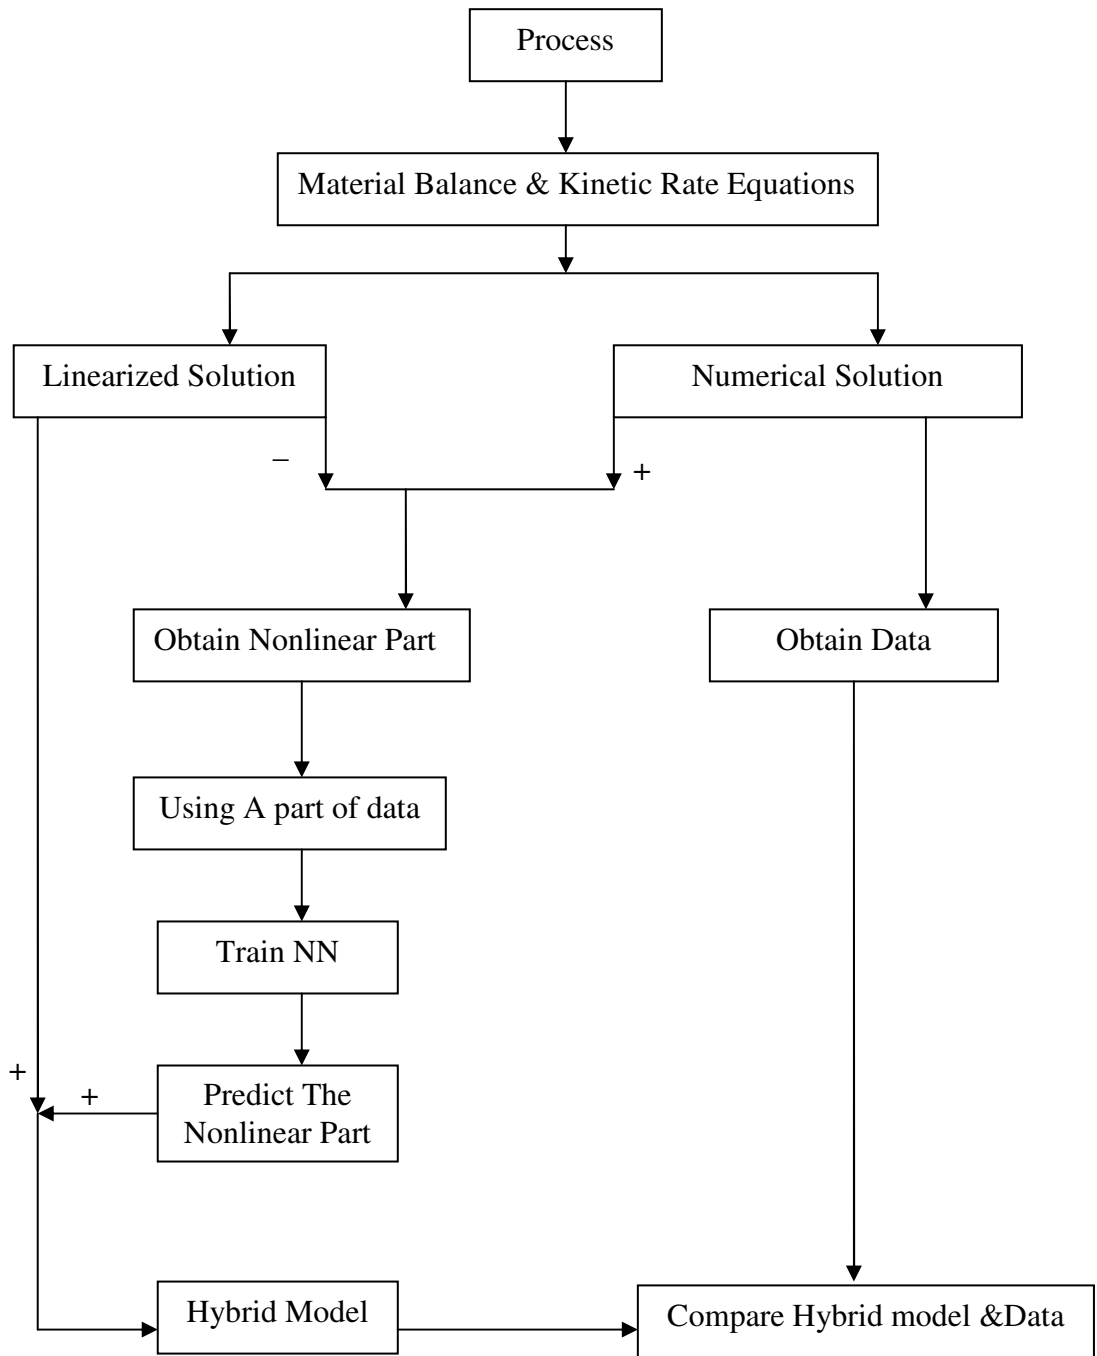 Process
Material Balance & Kinetic Rate Equations
Linearized Solution
Numerical Solution
–
+
Obtain Nonlinear Part
Obtain Data
Using A part of data
Train NN
+
+
Predict The
Nonlinear Part
Hybrid Model
Compare Hybrid model &Data